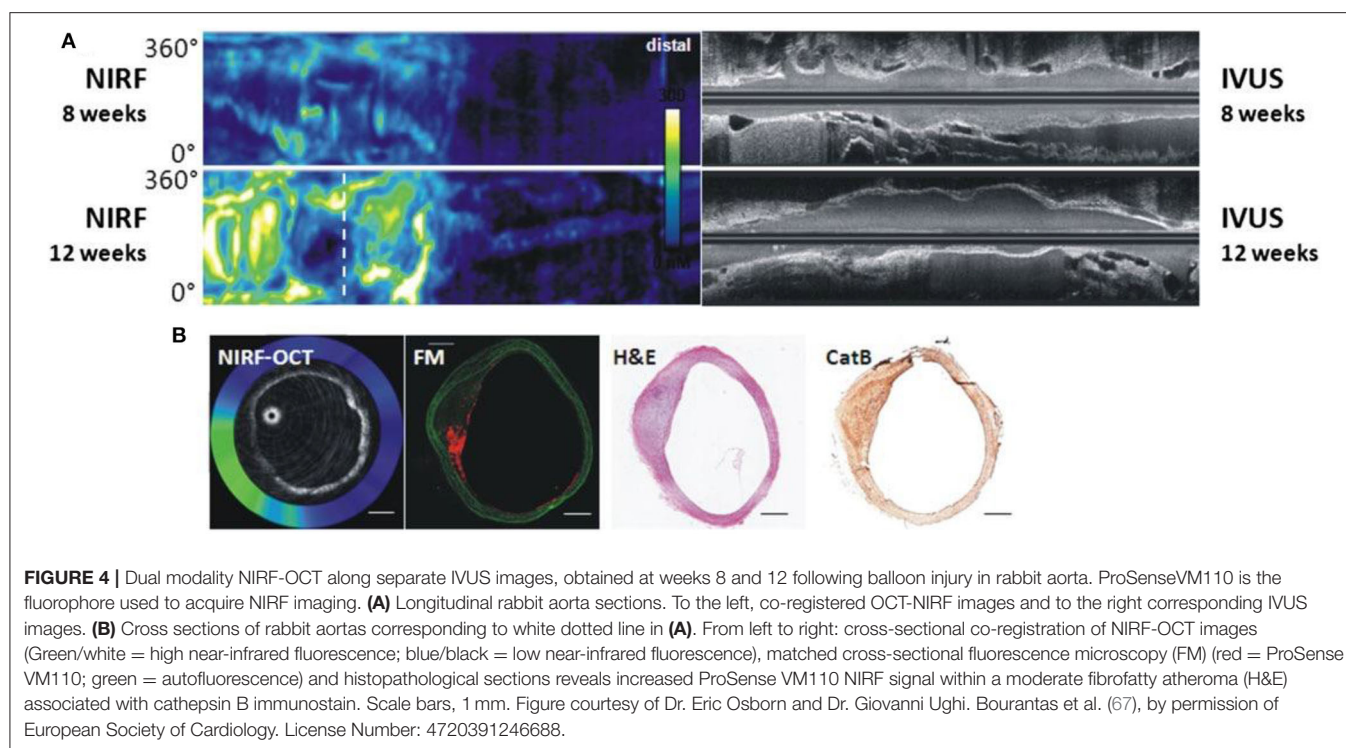 A
360°
NIRF
8 weeks
0°
distal
300
IVUS
8 weeks
360°
NIRF
12 weeks
0°
IVUS
12 weeks
B
NIRF-OCT
FM
H&E
CatB
FIGURE 4 | Dual modality NIRF-OCT along separate IVUS images, obtained at weeks 8 and 12 following balloon injury in rabbit aorta. ProSenseVM110 is the
fluorophore used to acquire NIRF imaging. (A) Longitudinal rabbit aorta sections. To the left, co-registered OCT-NIRF images and to the right corresponding IVUS
images. (B) Cross sections of rabbit aortas corresponding to white dotted line in (A). From left to right: cross-sectional co-registration of NIRF-OCT images
(Green/white = high near-infrared fluorescence; blue/black = low near-infrared fluorescence), matched cross-sectional fluorescence microscopy (FM) (red = ProSense
VM110; green = autofluorescence) and histopathological sections reveals increased ProSense VM110 NIRF signal within a moderate fibrofatty atheroma (H&E)
associated with cathepsin B immunostain. Scale bars, 1 mm. Figure courtesy of Dr. Eric Osborn and Dr. Giovanni Ughi. Bourantas et al. (67), by permission of
European Society of Cardiology. License Number: 4720391246688.